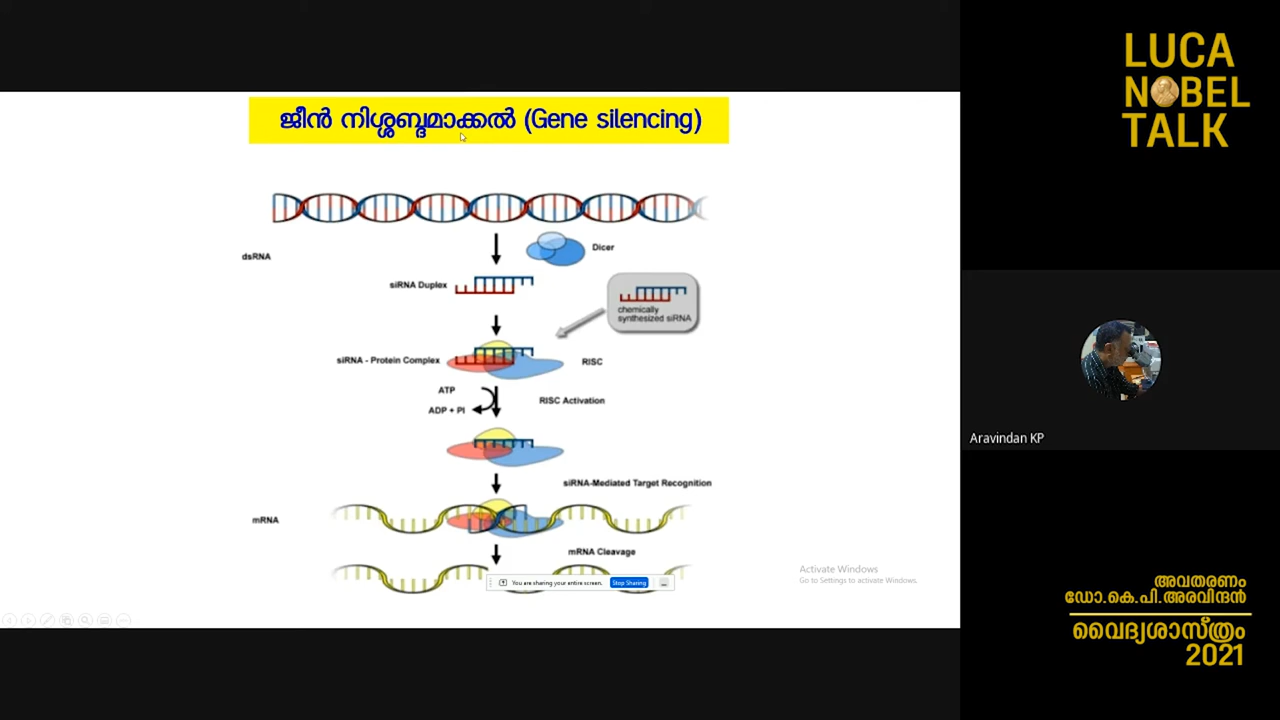 ജീൻ നിശ്ശബ്ദമാക്കൽ (Gene silencing)
dsRNA
Dicer
siRNA Duplex
chemically
synthesized siRNA
siRNA - Protein Complex
RISC
ATP
ADP + PI
RISC Activation
siRNA-Mediated Target Recognition
mRNA
mRNA Cleavage
You are sharing your entire screen.
Stop Sharing
Activate Windows
Go to Settings to activate Windows.
LUCA
NOBEL
TALK
Aravindan KP
അവതരണം
ഡോ.കെ.പി.അരവിന്ദൻ
വൈദ്യശാസ്ത്രം
2021